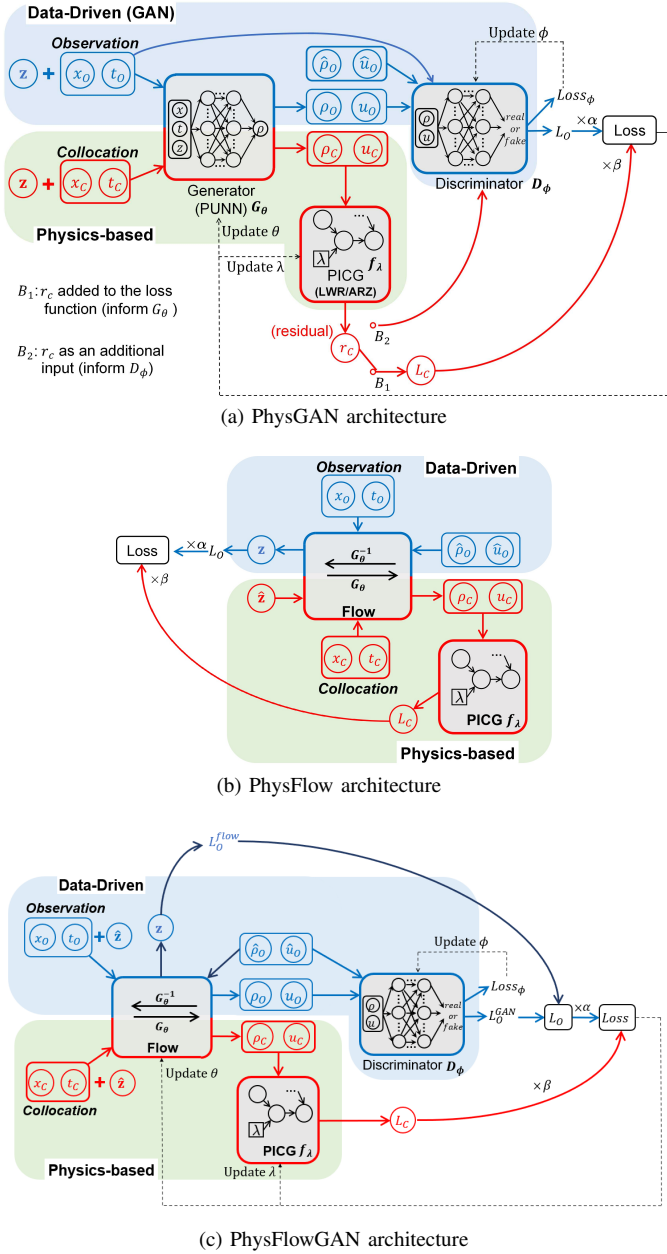 Data-Driven (GAN)
Observation
z + x_O t_O
ρ̂_O û_O
Update ϕ
Loss_ϕ
x
t
z
ρ
ρ_O u_O
ρ
u
real
or
fake
L_O
×α
Loss
×β
Collocation
z + x_C t_C
ρ_C u_C
Generator
(PUNN) G_θ
Discriminator D_ϕ
Physics-based
Update θ
Update λ
λ
f_λ
PICG
(LWR/ARZ)
B_1: r_c added to the loss
function (inform G_θ )
B_2: r_c as an additional
input (inform D_ϕ)
(residual)
r_C
B_2
B_1
L_C
(a) PhysGAN architecture
Observation
Data-Driven
x_O t_O
Loss
×α
L_O
z
G_θ^{-1}
G_θ
Flow
ρ̂_O û_O
×β
ẑ
ρ_C u_C
x_C t_C
Collocation
λ
PICG f_λ
L_C
Physics-based
(b) PhysFlow architecture
L_O^{flow}
Data-Driven
Observation
x_O t_O + ẑ
z
ρ̂_O û_O
Update ϕ
Loss_ϕ
G_θ^{-1}
G_θ
Flow
ρ_O u_O
ρ
u
real
or
fake
L_O^{GAN}
L_O
×α
Loss
ρ_C u_C
Discriminator D_ϕ
Update θ
x_C t_C + ẑ
Collocation
×β
λ
PICG f_λ
L_C
Physics-based
Update λ
(c) PhysFlowGAN architecture